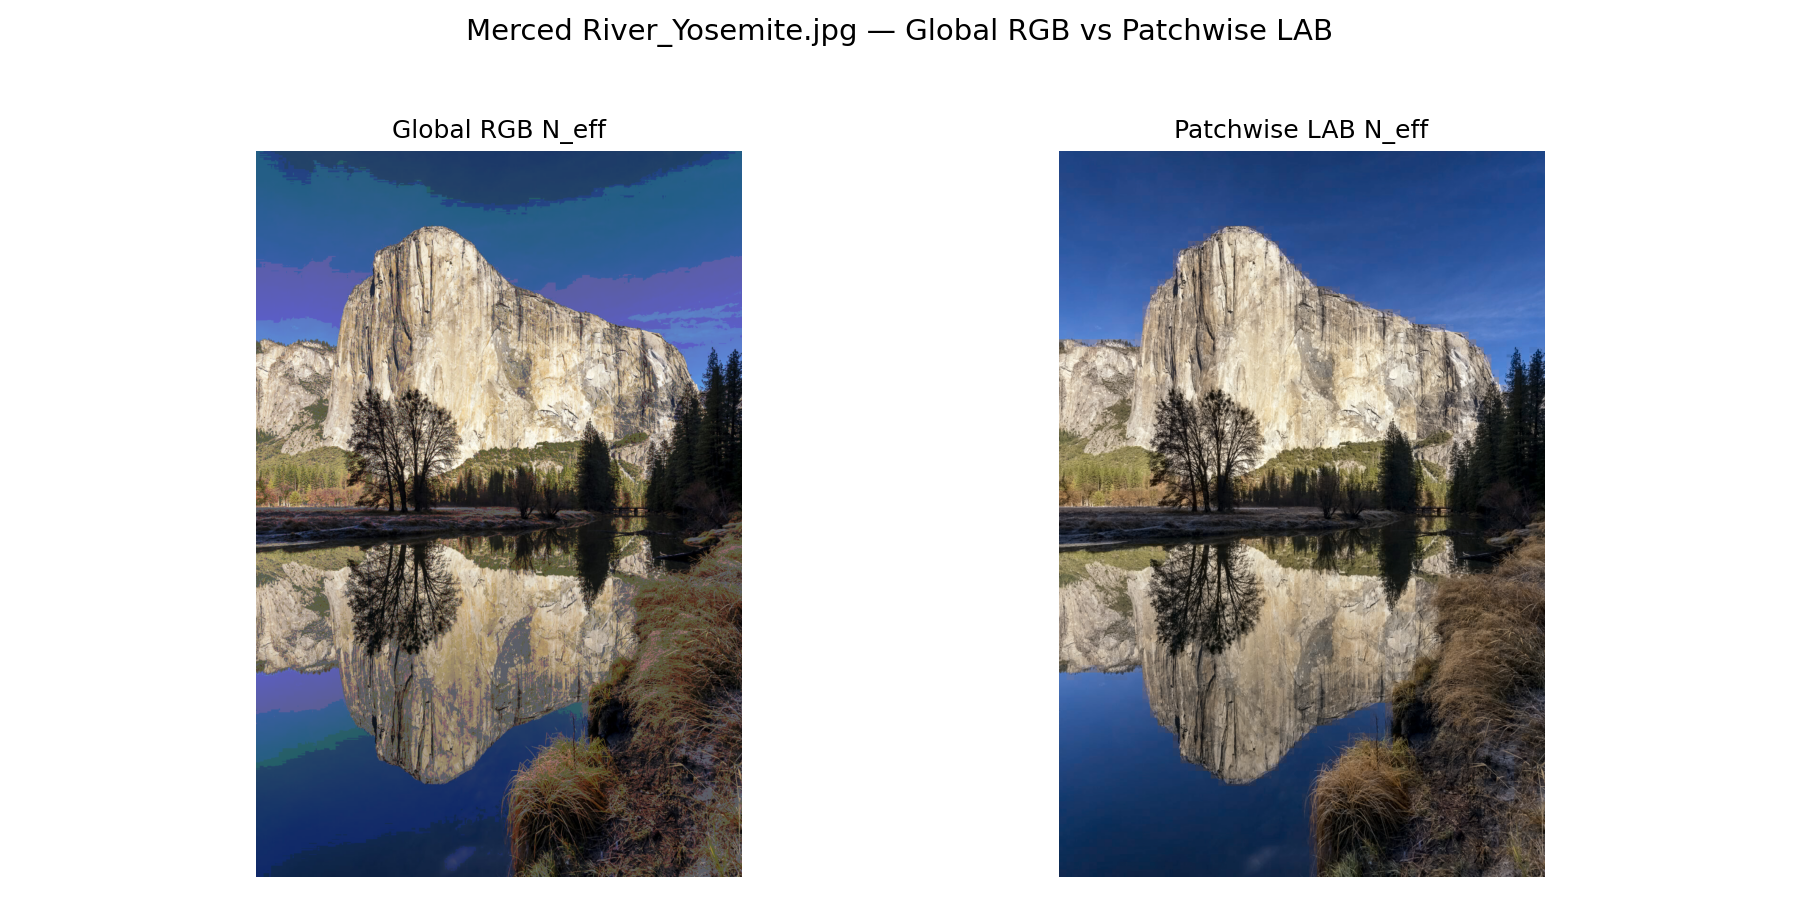 Merced River_Yosemite.jpg — Global RGB vs Patchwise LAB
Global RGB N_eff
Patchwise LAB N_eff